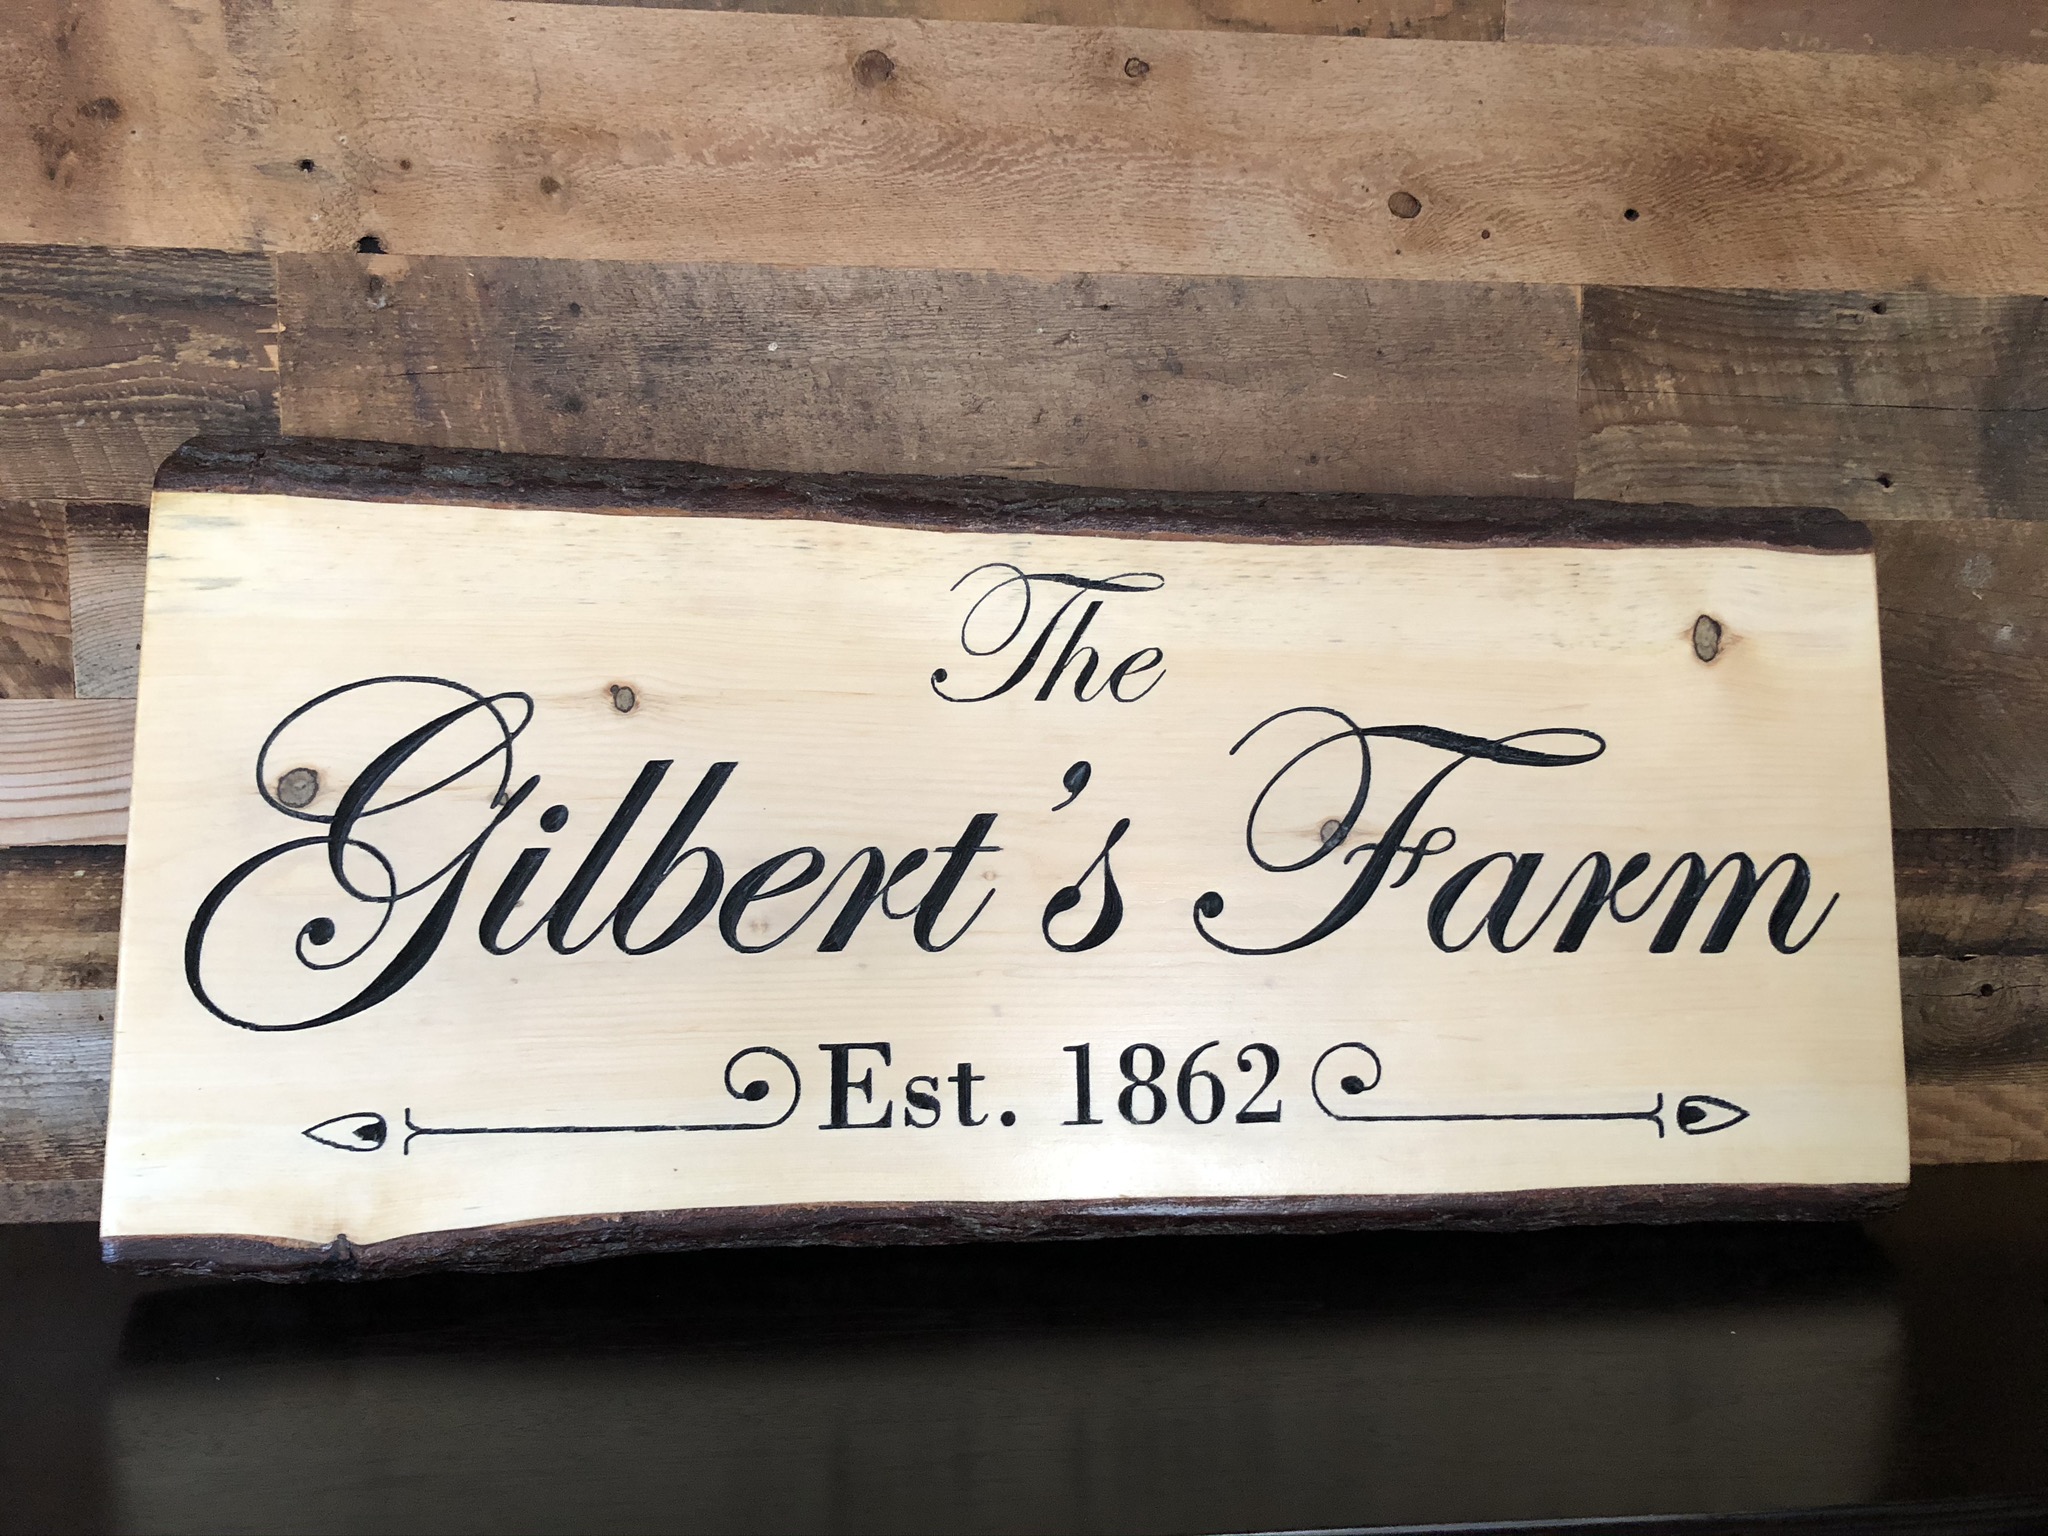 The
Gilbert's Farm
Est. 1862